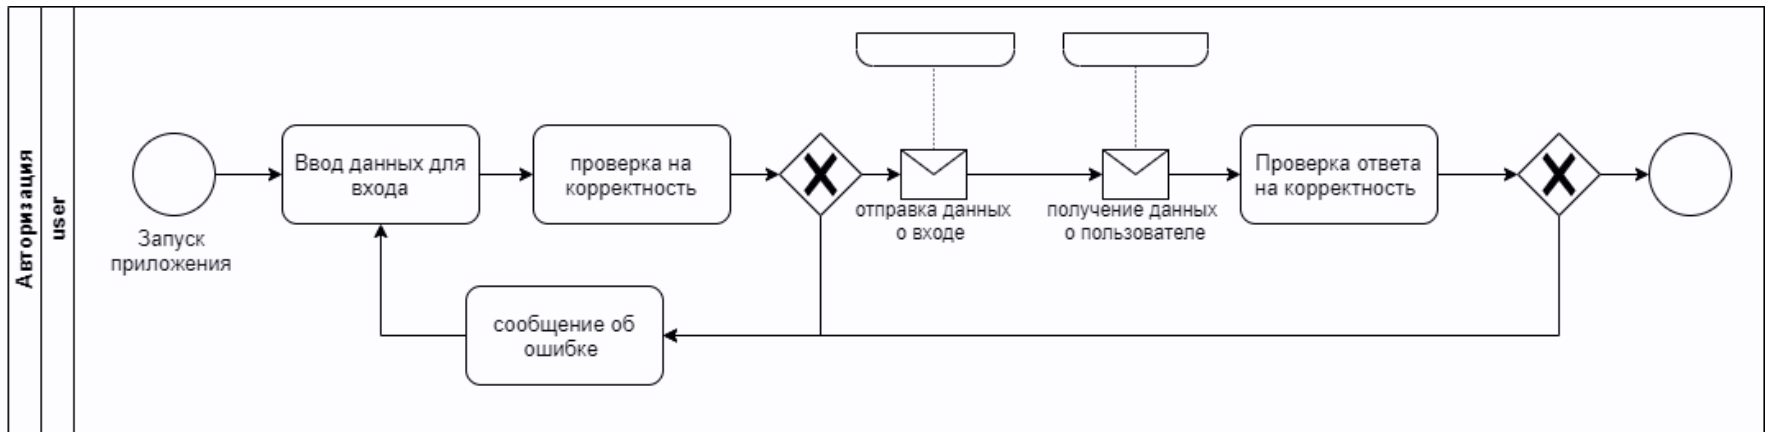 Авторизация
user
Запуск
приложения
Ввод данных для
входа
проверка на
корректность
отправка данных
о входе
получение данных
о пользователе
Проверка ответа
на корректность
сообщение об
ошибке